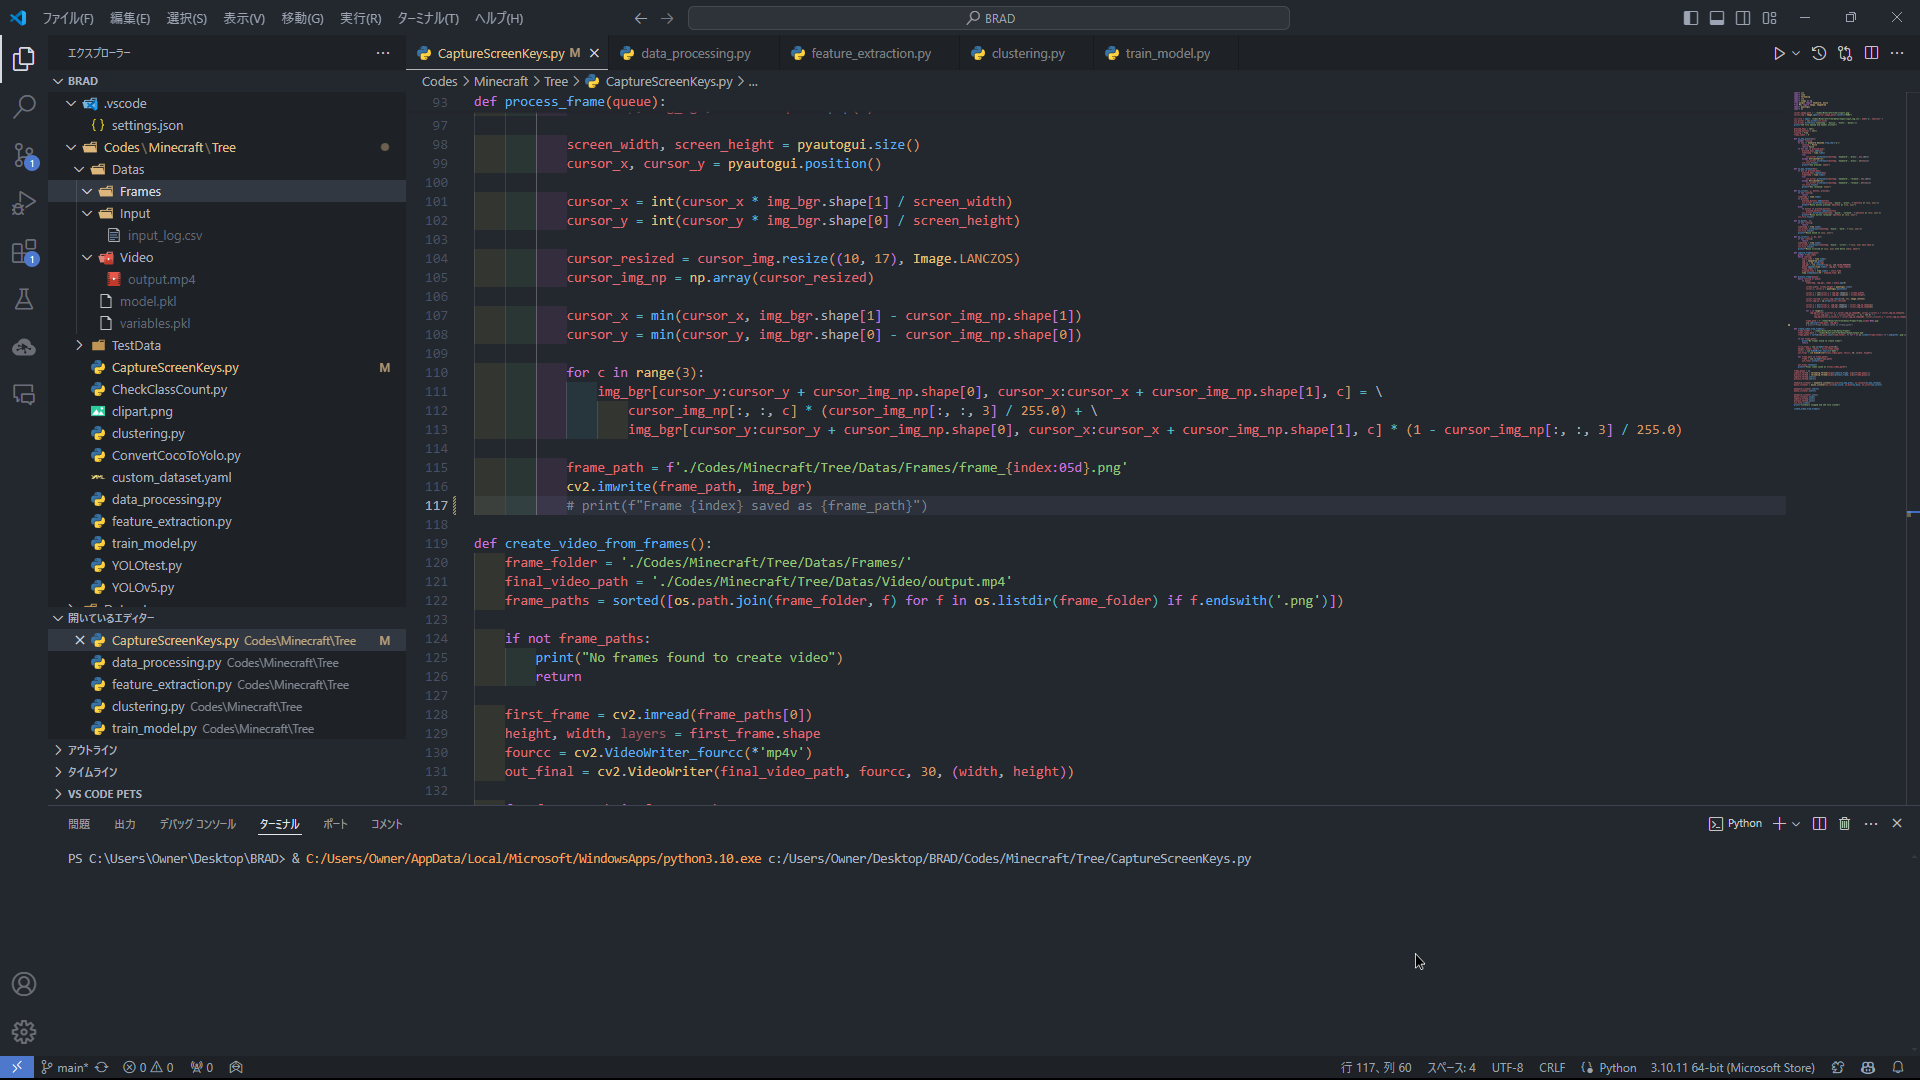 ファイル(F) 編集(E) 選択(S) 表示(V) 移動(G) 実行(R) ターミナル(T) ヘルプ(H)
BRAD
エクスプローラー
BRAD
.vscode
{ } settings.json
Codes\Minecraft\Tree
Datas
Frames
Input
input_log.csv
Video
output.mp4
model.pkl
variables.pkl
TestData
CaptureScreenKeys.py M
CheckClassCount.py
clipart.png
clustering.py
ConvertCocoToYolo.py
custom_dataset.yaml
data_processing.py
feature_extraction.py
train_model.py
YOLOtest.py
YOLOv5.py
開いているエディター
CaptureScreenKeys.py Codes\Minecraft\Tree M
data_processing.py Codes\Minecraft\Tree
feature_extraction.py Codes\Minecraft\Tree
clustering.py Codes\Minecraft\Tree
train_model.py Codes\Minecraft\Tree
アウトライン
タイムライン
VS CODE PETS
1
1
CaptureScreenKeys.py M data_processing.py feature_extraction.py clustering.py train_model.py
Codes > Minecraft > Tree > CaptureScreenKeys.py > ...
93 def process_frame(queue):
97
98 screen_width, screen_height = pyautogui.size()
99 cursor_x, cursor_y = pyautogui.position()
100
101 cursor_x = int(cursor_x * img_bgr.shape[1] / screen_width)
102 cursor_y = int(cursor_y * img_bgr.shape[0] / screen_height)
103
104 cursor_resized = cursor_img.resize((10, 17), Image.LANCZOS)
105 cursor_img_np = np.array(cursor_resized)
106
107 cursor_x = min(cursor_x, img_bgr.shape[1] - cursor_img_np.shape[1])
108 cursor_y = min(cursor_y, img_bgr.shape[0] - cursor_img_np.shape[0])
109
110 for c in range(3):
111 img_bgr[cursor_y:cursor_y + cursor_img_np.shape[0], cursor_x:cursor_x + cursor_img_np.shape[1], c] = \
112 cursor_img_np[:, :, c] * (cursor_img_np[:, :, 3] / 255.0) + \
113 img_bgr[cursor_y:cursor_y + cursor_img_np.shape[0], cursor_x:cursor_x + cursor_img_np.shape[1], c] * (1 - cursor_img_np[:, :, 3] / 255.0)
114
115 frame_path = f'./Codes/Minecraft/Tree/Datas/Frames/frame_{index:05d}.png'
116 cv2.imwrite(frame_path, img_bgr)
117 # print(f"Frame {index} saved as {frame_path}")
118
119 def create_video_from_frames():
120 frame_folder = './Codes/Minecraft/Tree/Datas/Frames/'
121 final_video_path = './Codes/Minecraft/Tree/Datas/Video/output.mp4'
122 frame_paths = sorted([os.path.join(frame_folder, f) for f in os.listdir(frame_folder) if f.endswith('.png')])
123
124 if not frame_paths:
125 print("No frames found to create video")
126 return
127
128 first_frame = cv2.imread(frame_paths[0])
129 height, width, layers = first_frame.shape
130 fourcc = cv2.VideoWriter_fourcc(*'mp4v')
131 out_final = cv2.VideoWriter(final_video_path, fourcc, 30, (width, height))
132
問題 出力 デバッグ コンソール ターミナル ポート コメント
Python
PS C:\Users\Owner\Desktop\BRAD> & C:/Users/Owner/AppData/Local/Microsoft/WindowsApps/python3.10.exe c:/Users/Owner/Desktop/BRAD/Codes/Minecraft/Tree/CaptureScreenKeys.py
main* 0 0 0
行 117、列 60 スペース: 4 UTF-8 CRLF Python 3.10.11 64-bit (Microsoft Store)